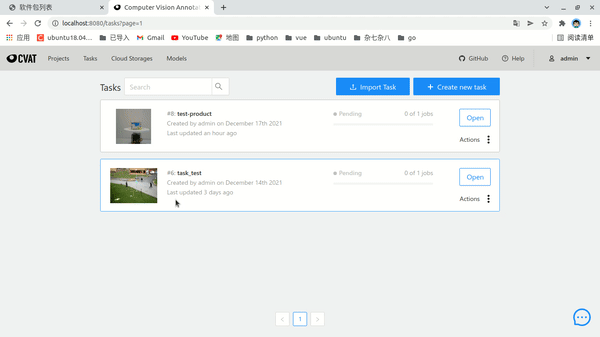 软件包列表
Computer Vision Annotat
localhost:8080/tasks?page=1
应用
ubuntu18.04...
已导入
Gmail
YouTube
地图
python
vue
ubuntu
杂七杂八
go
阅读清单
CVAT
Projects
Tasks
Cloud Storages
Models
GitHub
Help
admin
Tasks
Search
Import Task
Create new task
#8: test-product
Created by admin on December 17th 2021
Last updated an hour ago
Pending
0 of 1 jobs
Open
Actions
#6: task_test
Created by admin on December 14th 2021
Last updated 3 days ago
Pending
0 of 1 jobs
Open
Actions
1